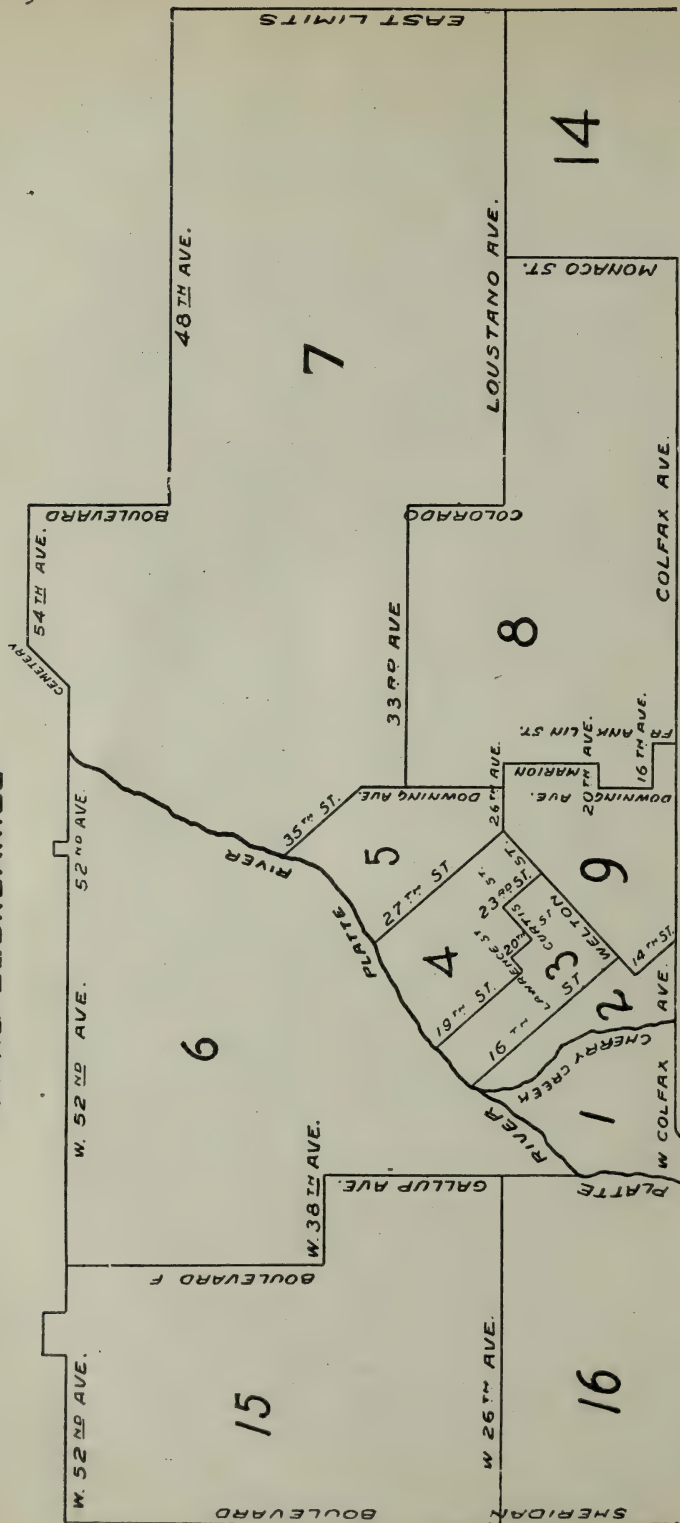 EAST LIMITS
48TH AVE.
7
LOUSTANO AVE.
14
MONACO ST.
BOULEVARD
54TH AVE.
CEMETERY
COLORADO
33RD AVE
8
COLFAX AVE.
52ND AVE.
RIVER
35TH ST.
DOWNING AVE.
26TH AVE.
MARION
20TH AVE.
FRANKLIN ST.
16TH AVE.
DOWNING AVE.
5
27TH ST
PLATTE
W. 52ND AVE.
6
4
23RD ST.
CURTIS ST.
20TH ST
LAWRENCE ST
WELTON ST.
9
3
19TH ST.
16TH ST
14TH ST.
2
CHERRY CREEK
1
W COLFAX AVE.
RIVER
PLATTE
W. 38TH AVE.
GALLUP AVE.
BOULEVARD F
W. 52ND AVE.
15
W 26TH AVE.
16
BOULEVARD
SHERIDAN